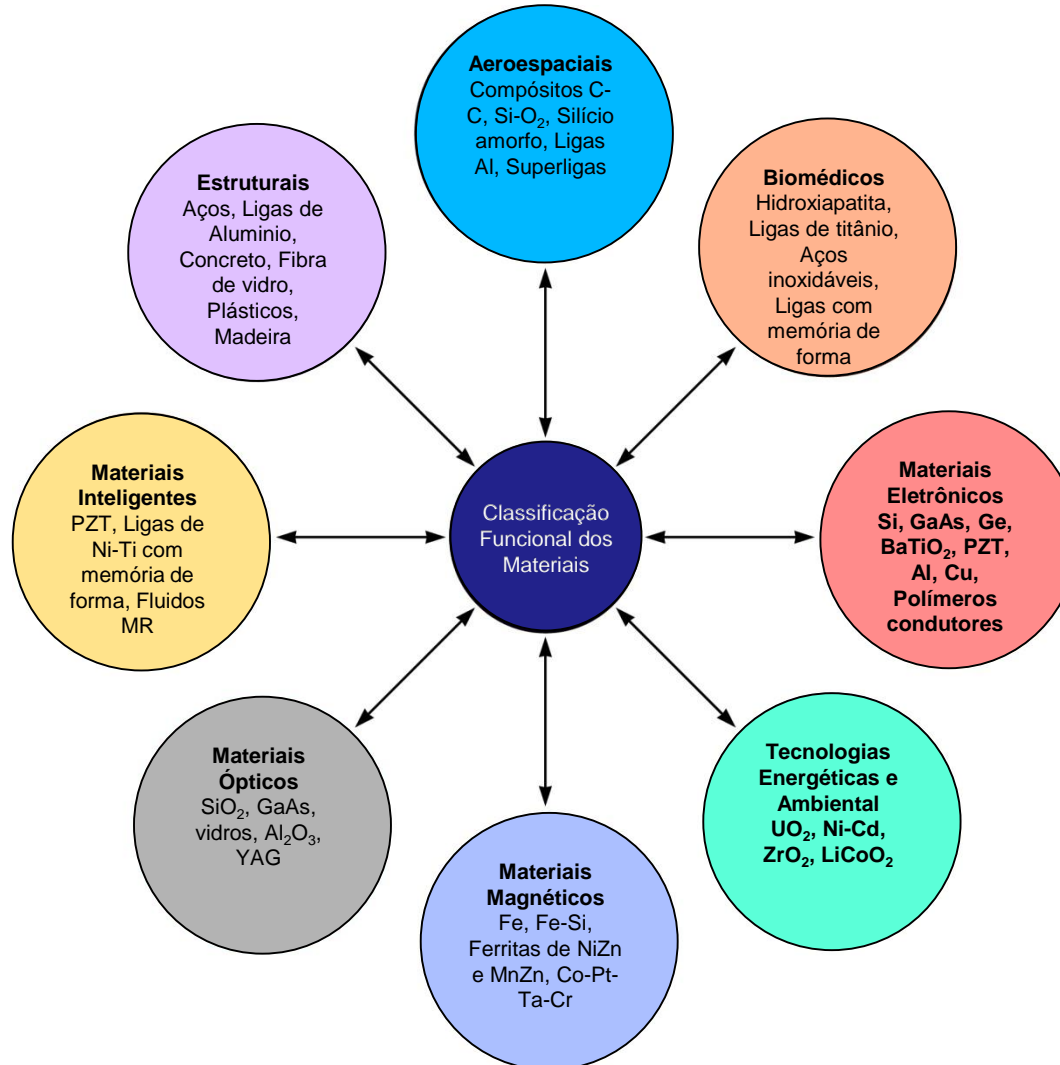 Aeroespaciais
Compósitos C-
C, Si-O₂, Silício
amorfo, Ligas
Al, Superligas
Biomédicos
Hidroxiapatita,
Ligas de titânio,
Aços
inoxidáveis,
Ligas com
memória de
forma
Materiais
Eletrônicos
Si, GaAs, Ge,
BaTiO₂, PZT,
Al, Cu,
Polímeros
condutores
Tecnologias
Energéticas e
Ambiental
UO₂, Ni-Cd,
ZrO₂, LiCoO₂
Materiais
Magnéticos
Fe, Fe-Si,
Ferritas de NiZn
e MnZn, Co-Pt-
Ta-Cr
Materiais
Ópticos
SiO₂, GaAs,
vidros, Al₂O₃,
YAG
Materiais
Inteligentes
PZT, Ligas de
Ni-Ti com
memória de
forma, Fluidos
MR
Estruturais
Aços, Ligas de
Aluminio,
Concreto, Fibra
de vidro,
Plásticos,
Madeira
Classificação
Funcional dos
Materiais